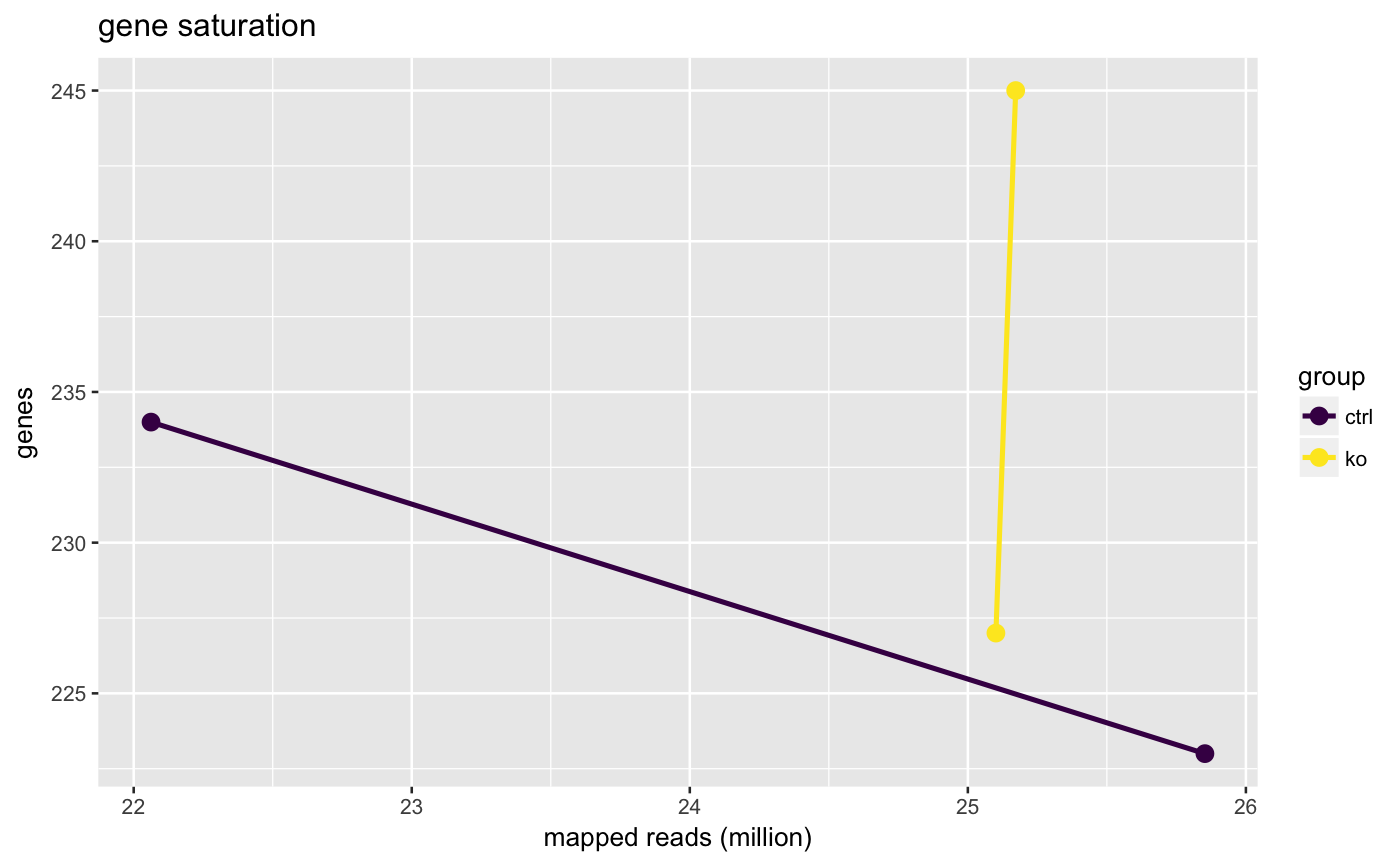 gene saturation
245
240
235
230
225
genes
22 23 24 25 26
mapped reads (million)
group
ctrl
ko